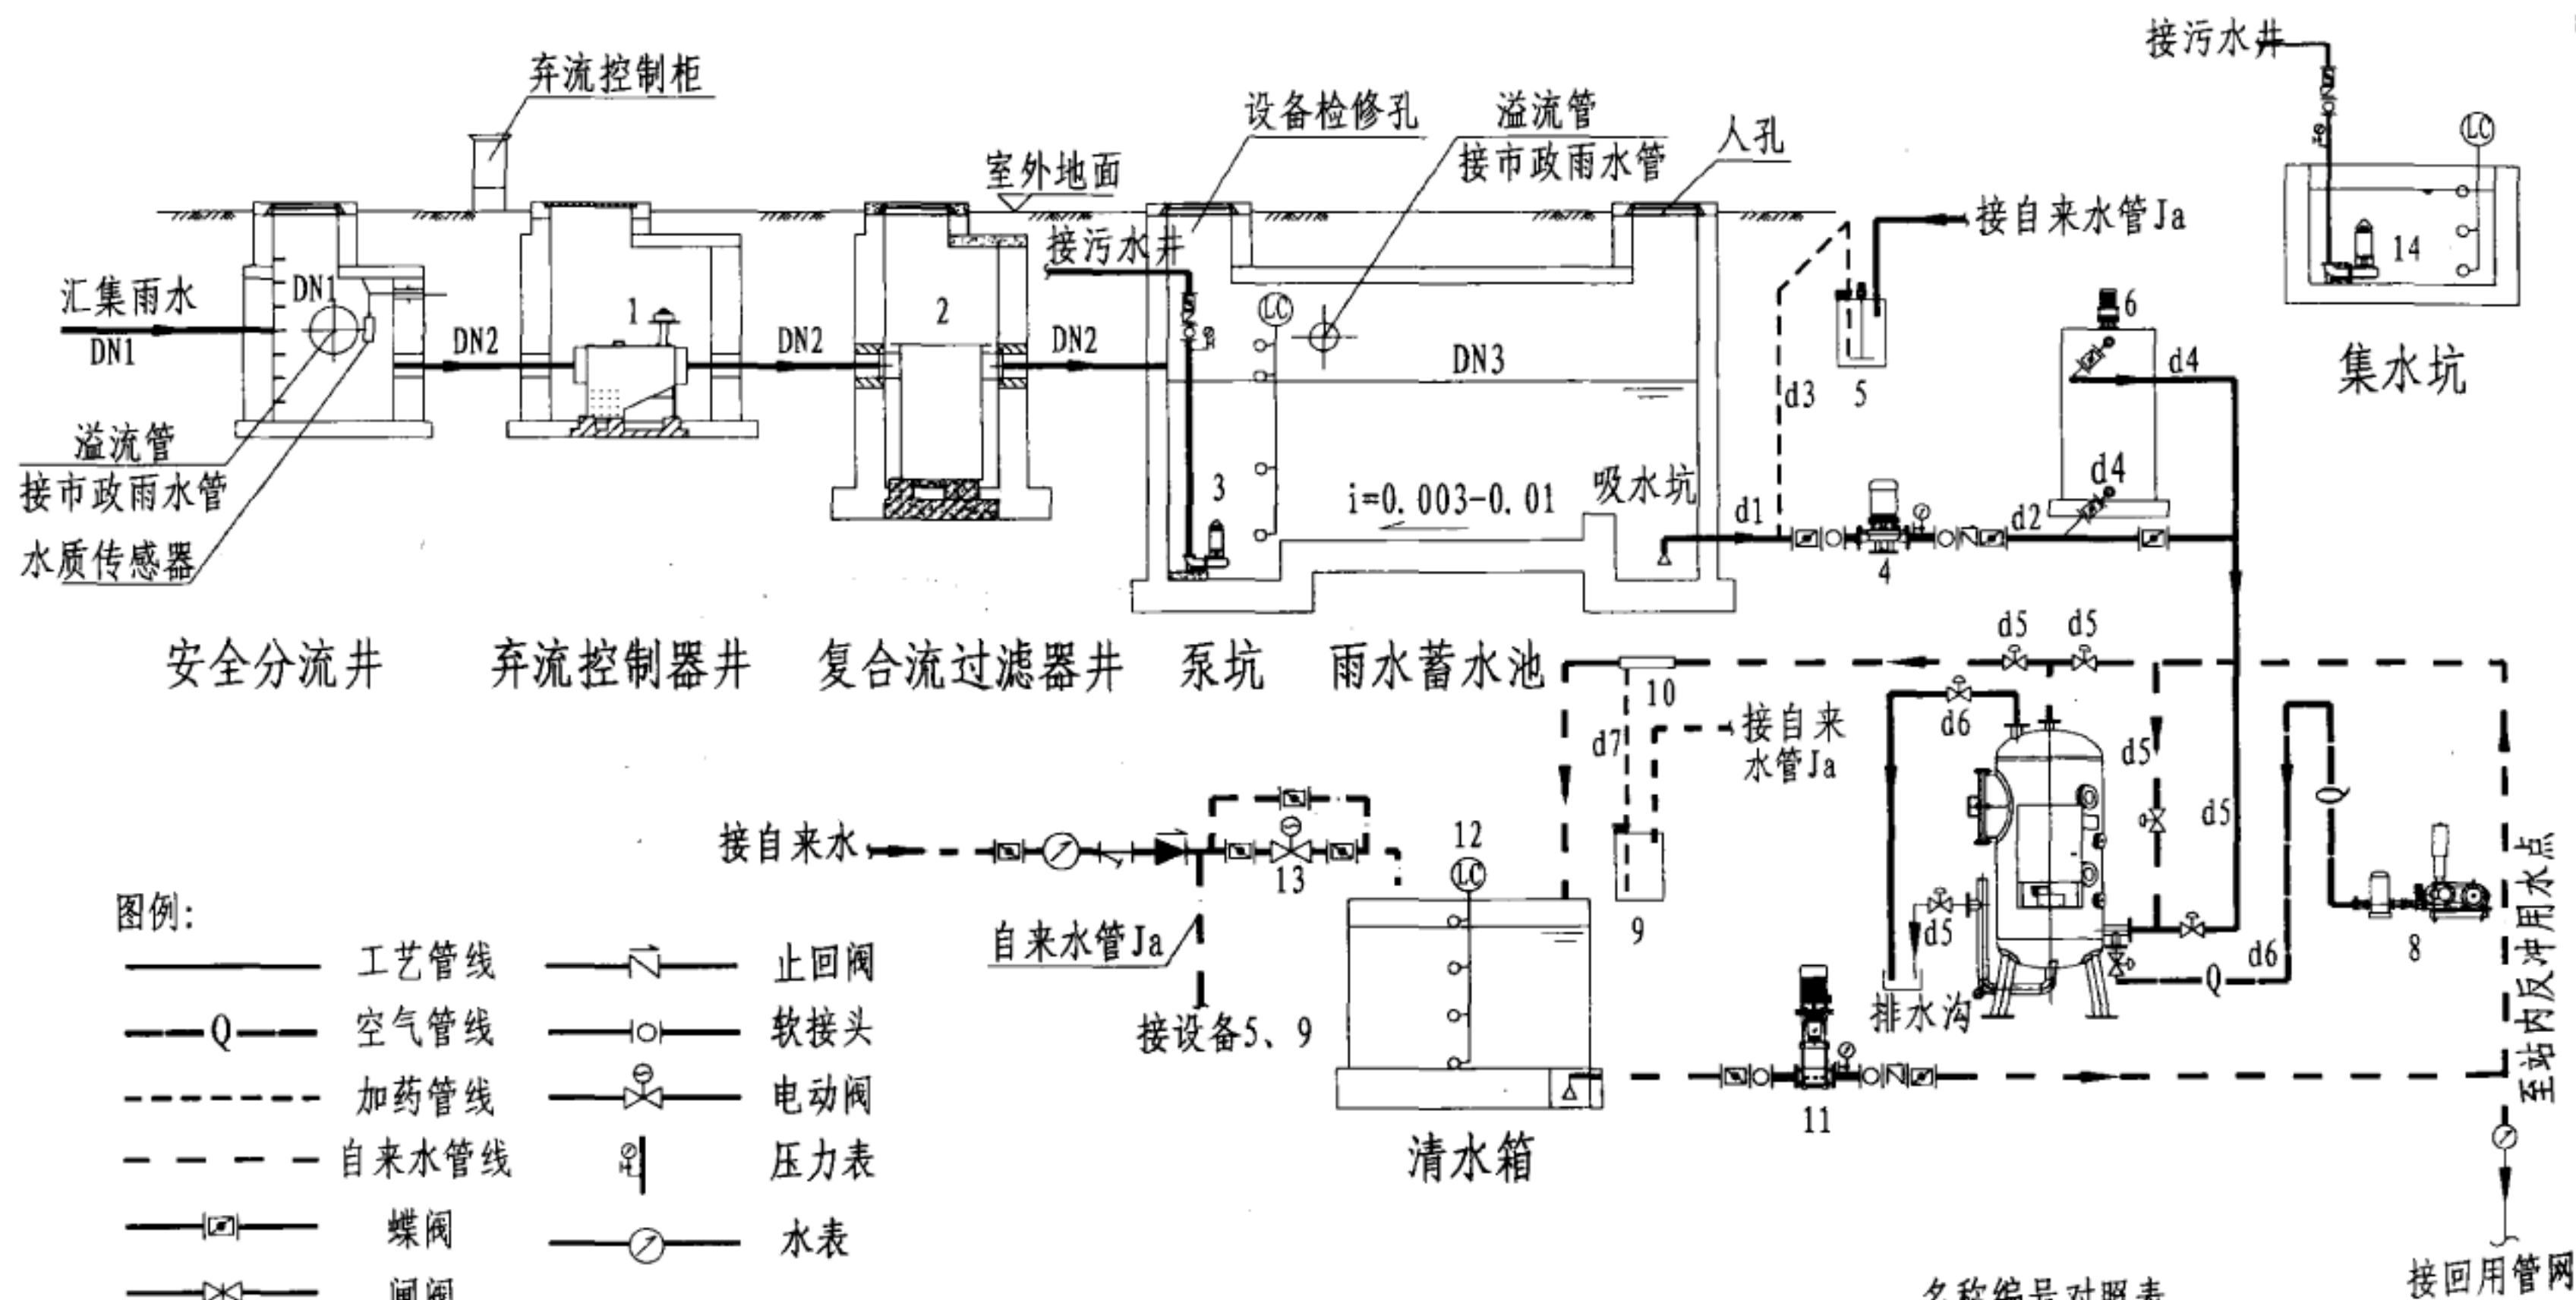 接污水井
弃流控制柜
设备检修孔
溢流管
接市政雨水管
人孔
LC
室外地面
接自来水管Ja
接污水井
14
汇集雨水
DN1
DN1
1
2
LC
6
DN2
DN2
DN2
DN3
d4
集水坑
d3
5
溢流管
接市政雨水管
水质传感器
3
i=0.003-0.01
吸水坑
d4
d1
d2
4
安全分流井
弃流控制器井
复合流过滤器井
泵坑
雨水蓄水池
d5
d5
10
d6
d7
接自来
水管Ja
d5
d5
Q
接自来水
13
12
LC
9
自来水管Ja
接设备5、9
d5
排水沟
d6
Q
8
至站内反冲用水点
11
清水箱
图例:
工艺管线
止回阀
Q
空气管线
软接头
加药管线
电动阀
自来水管线
压力表
蝶阀
水表
闸阀
名称编号对照表
接回用管网